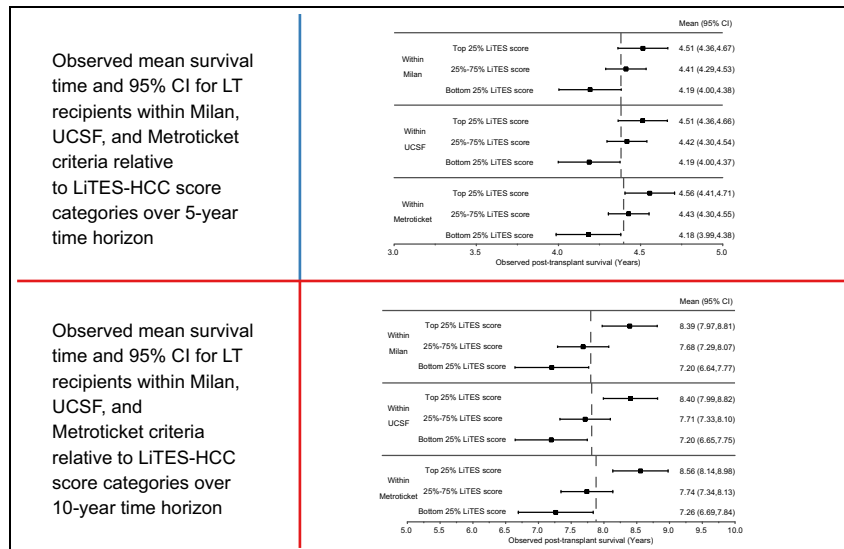 Observed mean survival
time and 95% CI for LT
recipients within Milan,
UCSF, and Metroticket
criteria relative
to LiTES-HCC score
categories over 5-year
time horizon
Mean (95% CI)
Within
Milan
Top 25% LiTES score
4.51 (4.36,4.67)
25%-75% LiTES score
4.41 (4.29,4.53)
Bottom 25% LiTES score
4.19 (4.00,4.38)
Within
UCSF
Top 25% LiTES score
4.51 (4.36,4.66)
25%-75% LiTES score
4.42 (4.30,4.54)
Bottom 25% LiTES score
4.19 (4.00,4.37)
Within
Metroticket
Top 25% LiTES score
4.56 (4.41,4.71)
25%-75% LiTES score
4.43 (4.30,4.55)
Bottom 25% LiTES score
4.18 (3.99,4.38)
3.0 3.5 4.0 4.5 5.0
Observed post-transplant survival (Years)
Observed mean survival
time and 95% CI for LT
recipients within Milan,
UCSF, and
Metroticket criteria
relative to LiTES-HCC
score categories over
10-year time horizon
Mean (95% CI)
Within
Milan
Top 25% LiTES score
8.39 (7.97,8.81)
25%-75% LiTES score
7.68 (7.29,8.07)
Bottom 25% LiTES score
7.20 (6.64,7.77)
Within
UCSF
Top 25% LiTES score
8.40 (7.99,8.82)
25%-75% LiTES score
7.71 (7.33,8.10)
Bottom 25% LiTES score
7.20 (6.65,7.75)
Within
Metroticket
Top 25% LiTES score
8.56 (8.14,8.98)
25%-75% LiTES score
7.74 (7.34,8.13)
Bottom 25% LiTES score
7.26 (6.69,7.84)
5.0 5.5 6.0 6.5 7.0 7.5 8.0 8.5 9.0 9.5 10.0
Observed post-transplant survival (Years)